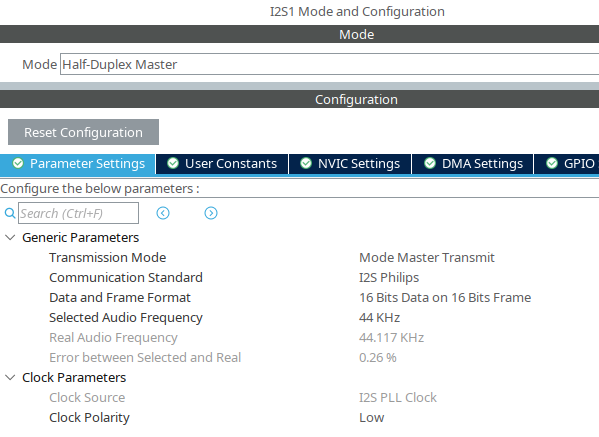 I2S1 Mode and Configuration
Mode
Mode Half-Duplex Master
Configuration
Reset Configuration
Parameter Settings User Constants NVIC Settings DMA Settings GPIO
Configure the below parameters :
Search (Ctrl+F)
Generic Parameters
Transmission Mode Mode Master Transmit
Communication Standard I2S Philips
Data and Frame Format 16 Bits Data on 16 Bits Frame
Selected Audio Frequency 44 KHz
Real Audio Frequency 44.117 KHz
Error between Selected and Real 0.26 %
Clock Parameters
Clock Source I2S PLL Clock
Clock Polarity Low